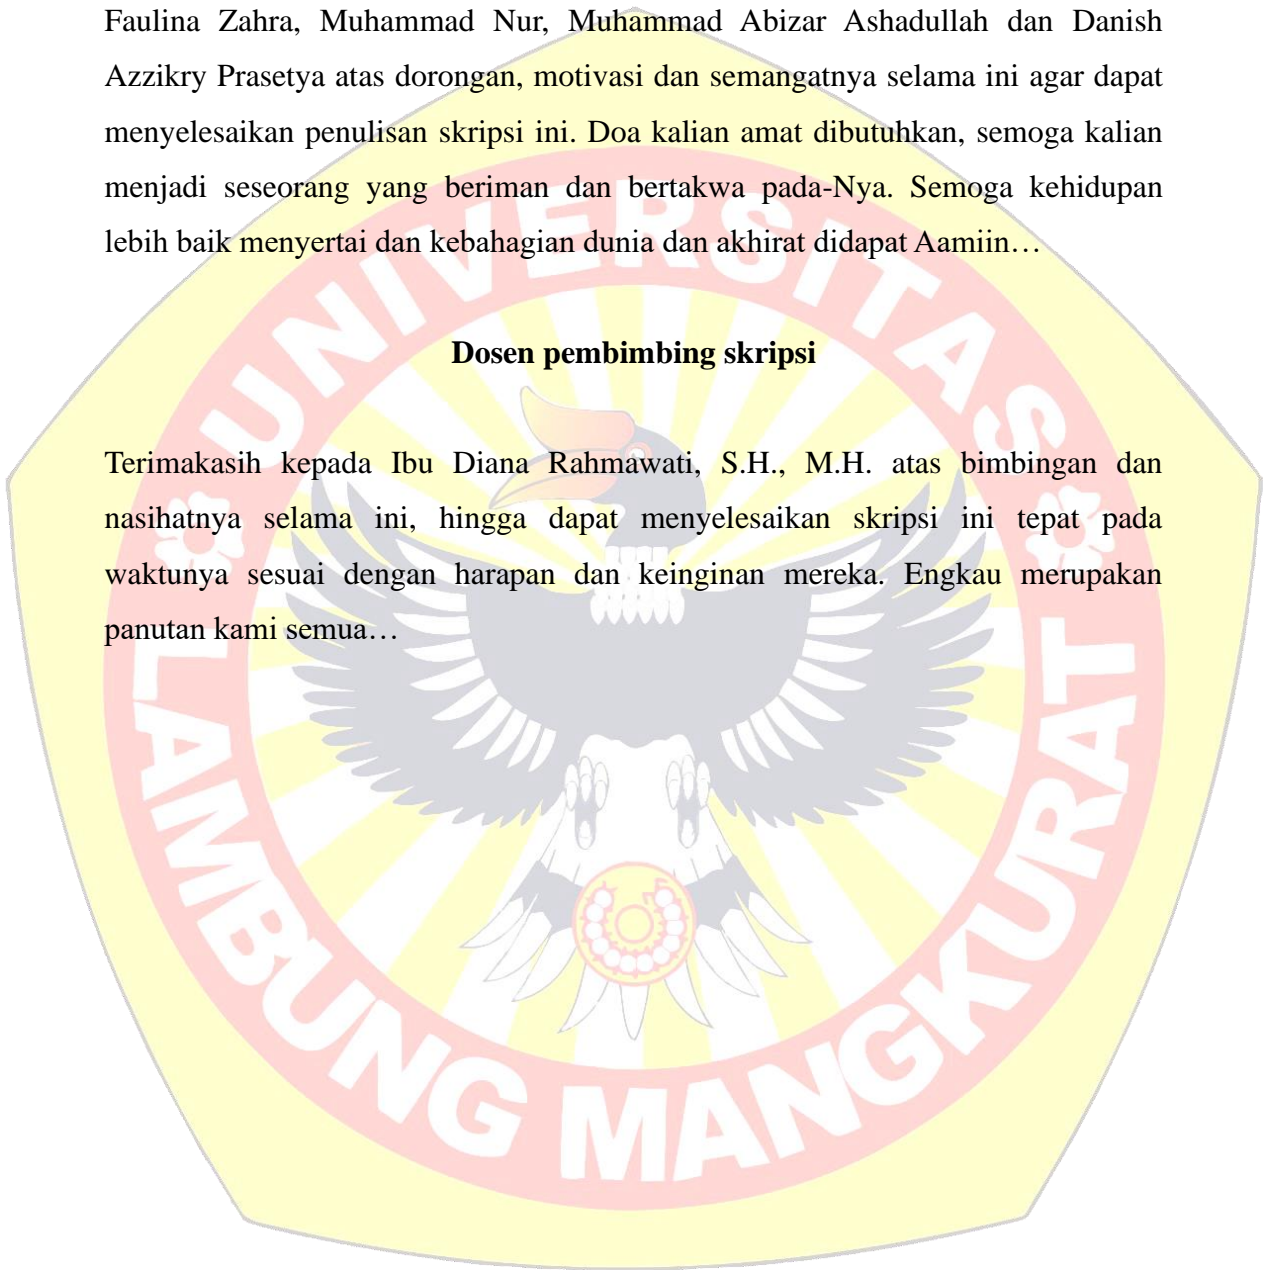 Faulina Zahra, Muhammad Nur, Muhammad Abizar Ashadullah dan Danish
Azzikry Prasetya atas dorongan, motivasi dan semangatnya selama ini agar dapat
menyelesaikan penulisan skripsi ini. Doa kalian amat dibutuhkan, semoga kalian
menjadi seseorang yang beriman dan bertakwa pada-Nya. Semoga kehidupan
lebih baik menyertai dan kebahagian dunia dan akhirat didapat Aamiin…
Dosen pembimbing skripsi
Terimakasih kepada Ibu Diana Rahmawati, S.H., M.H. atas bimbingan dan
nasihatnya selama ini, hingga dapat menyelesaikan skripsi ini tepat pada
waktunya sesuai dengan harapan dan keinginan mereka. Engkau merupakan
panutan kami semua…
UNIVERSITAS
LAMBUNG MANGKURAT